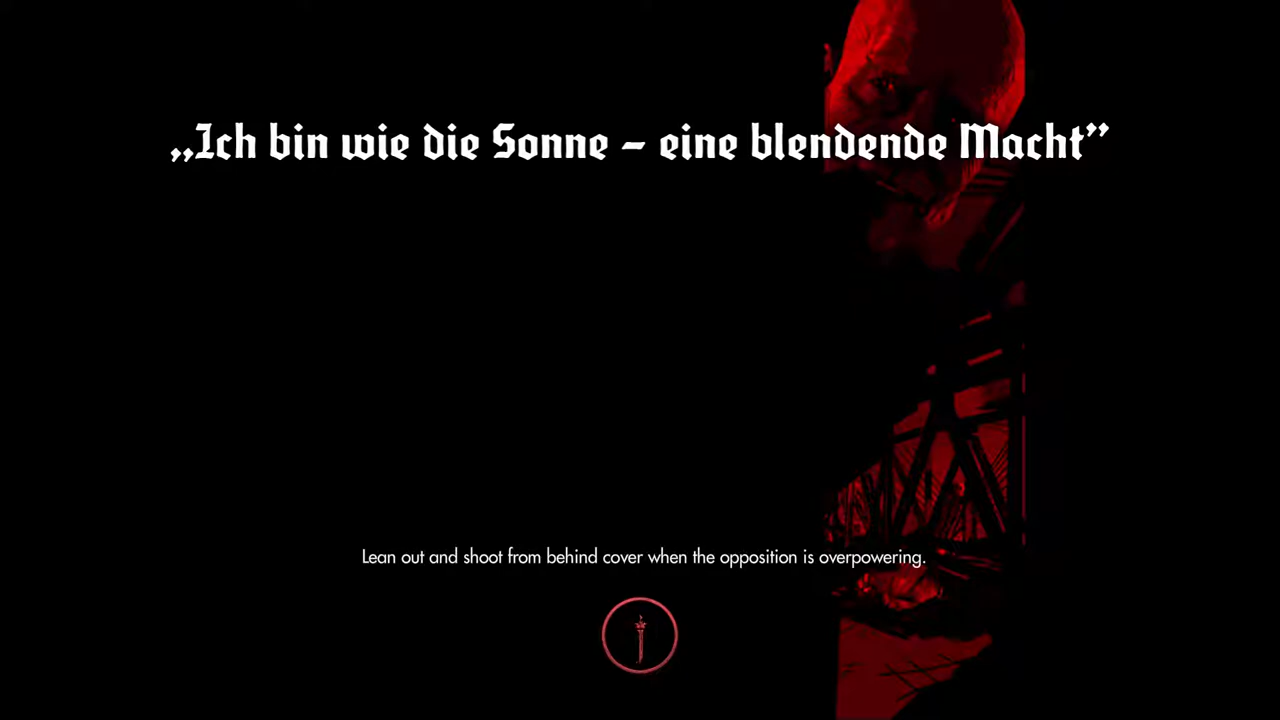 „Ich bin wie die Sonne – eine blendende Macht”
Lean out and shoot from behind cover when the opposition is overpowering.